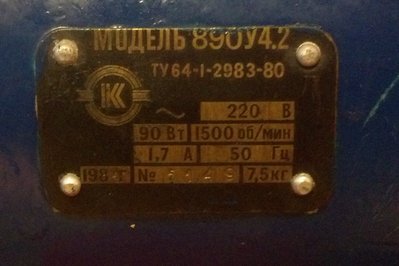 МОДЕЛЬ 890У4.2
ТУ 64-1-2983-80
К
~ 220 В
90 Вт 1500 об/мин
1,7 А 50 Гц
198 г № 7,5 кг